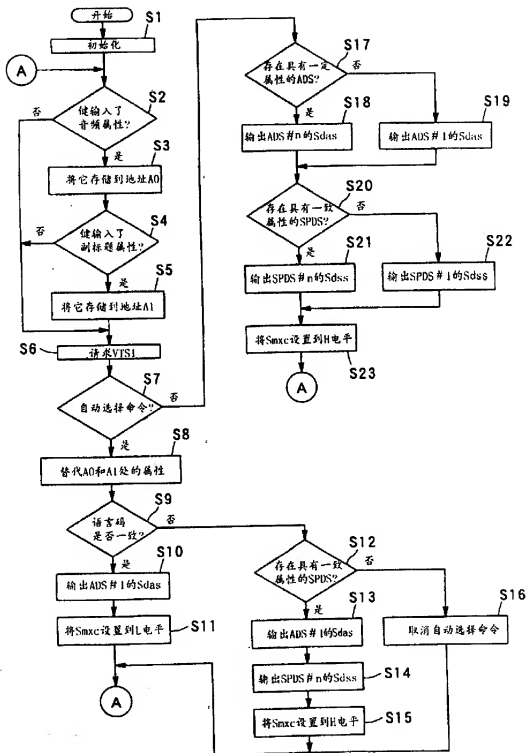 开始
S1
初始化
A
S2
键输入了
音频属性?
否
是
S3
将它存储到地址A0
S4
键输入了
副标题属性?
否
是
S5
将它存储到地址A1
S6
请求VTSI
S7
自动选择命令?
否
是
S8
替代A0和A1处的属性
S9
语言码
是否一致?
否
是
S10
输出ADS#1的Sdas
S11
将Smxc设置到L电平
A
S12
存在具有一致
属性的SPDS?
否
是
S13
输出ADS#1的Sdas
S14
输出SPDS#n的Sdss
S15
将Smxc设置到H电平
S16
取消自动选择命令
S17
存在具有一定
属性的ADS?
否
是
S18
输出ADS#n的Sdas
S19
输出ADS#1的Sdas
S20
存在具有一致
属性的SPDS?
否
是
S21
输出SPDS#n的Sdss
S22
输出SPDS#1的Sdss
将Smxc设置到H电平
S23
A